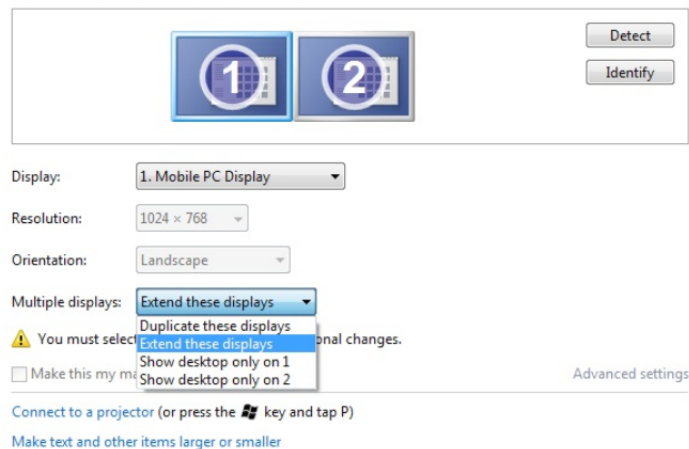 1
2
Detect
Identify
Display: 1. Mobile PC Display
Resolution: 1024 × 768
Orientation: Landscape
Multiple displays: Extend these displays
Duplicate these displays
You must select onal changes.
Extend these displays
Show desktop only on 1
Make this my ma
Show desktop only on 2
Advanced settings
Connect to a projector (or press the key and tap P)
Make text and other items larger or smaller